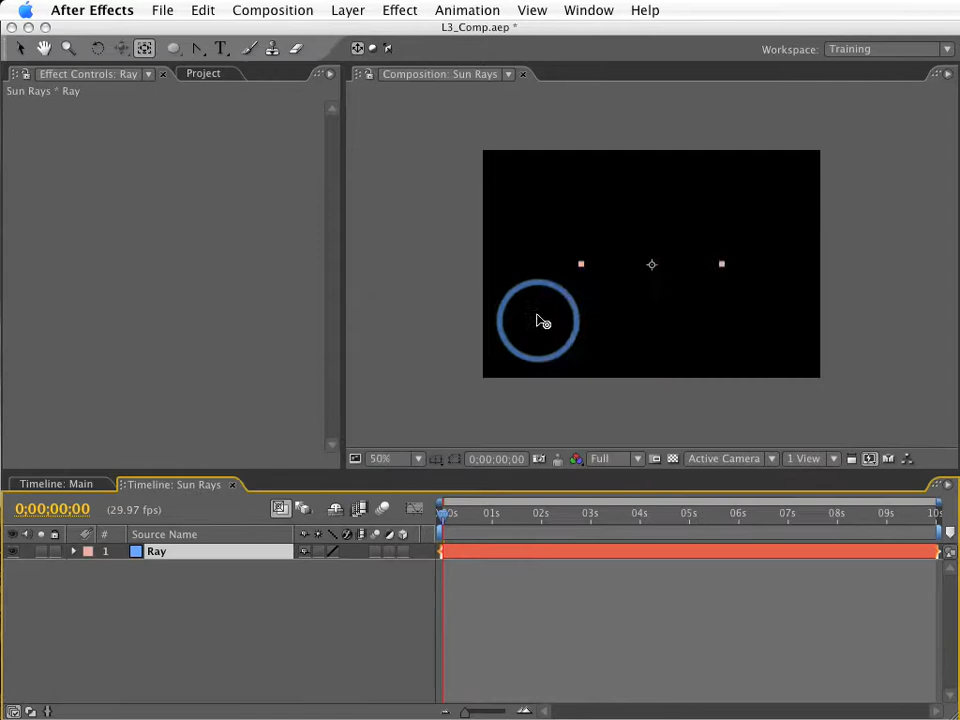 After Effects File Edit Composition Layer Effect Animation View Window Help
L3_Comp.aep *
T Workspace: Training
Effect Controls: Ray Project Composition: Sun Rays
Sun Rays * Ray
50% 0;00;00;00 Full Active Camera 1 View
Timeline: Main Timeline: Sun Rays
0;00;00;00 (29.97 fps) 00s 01s 02s 03s 04s 05s 06s 07s 08s 09s 10s
# Source Name
1 Ray